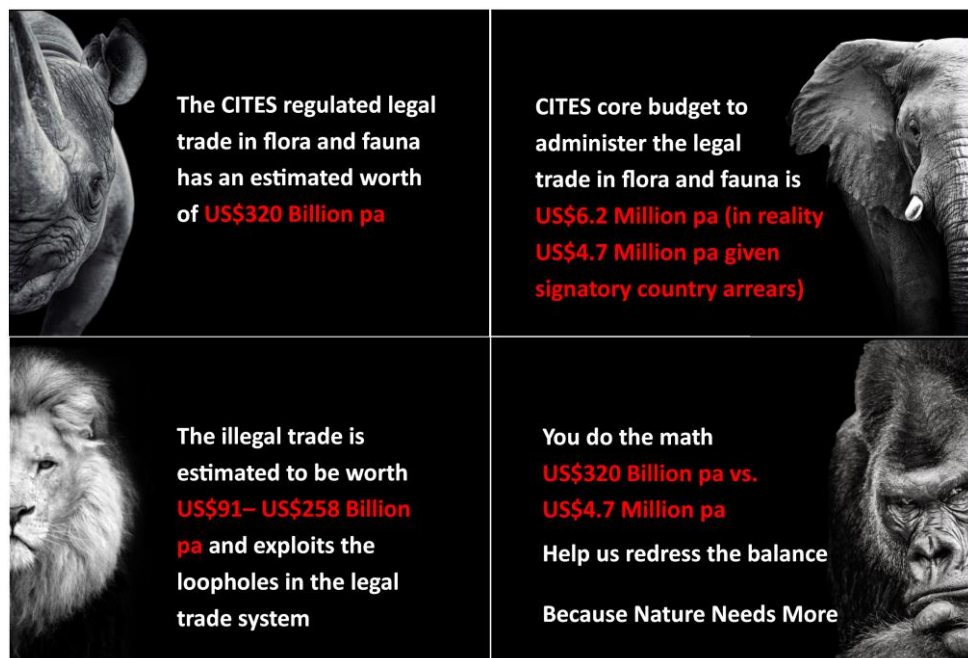 The CITES regulated legal
trade in flora and fauna
has an estimated worth
of US$320 Billion pa
CITES core budget to
administer the legal
trade in flora and fauna is
US$6.2 Million pa (in reality
US$4.7 Million pa given
signatory country arrears)
The illegal trade is
estimated to be worth
US$91– US$258 Billion
pa and exploits the
loopholes in the legal
trade system
You do the math
US$320 Billion pa vs.
US$4.7 Million pa
Help us redress the balance
Because Nature Needs More